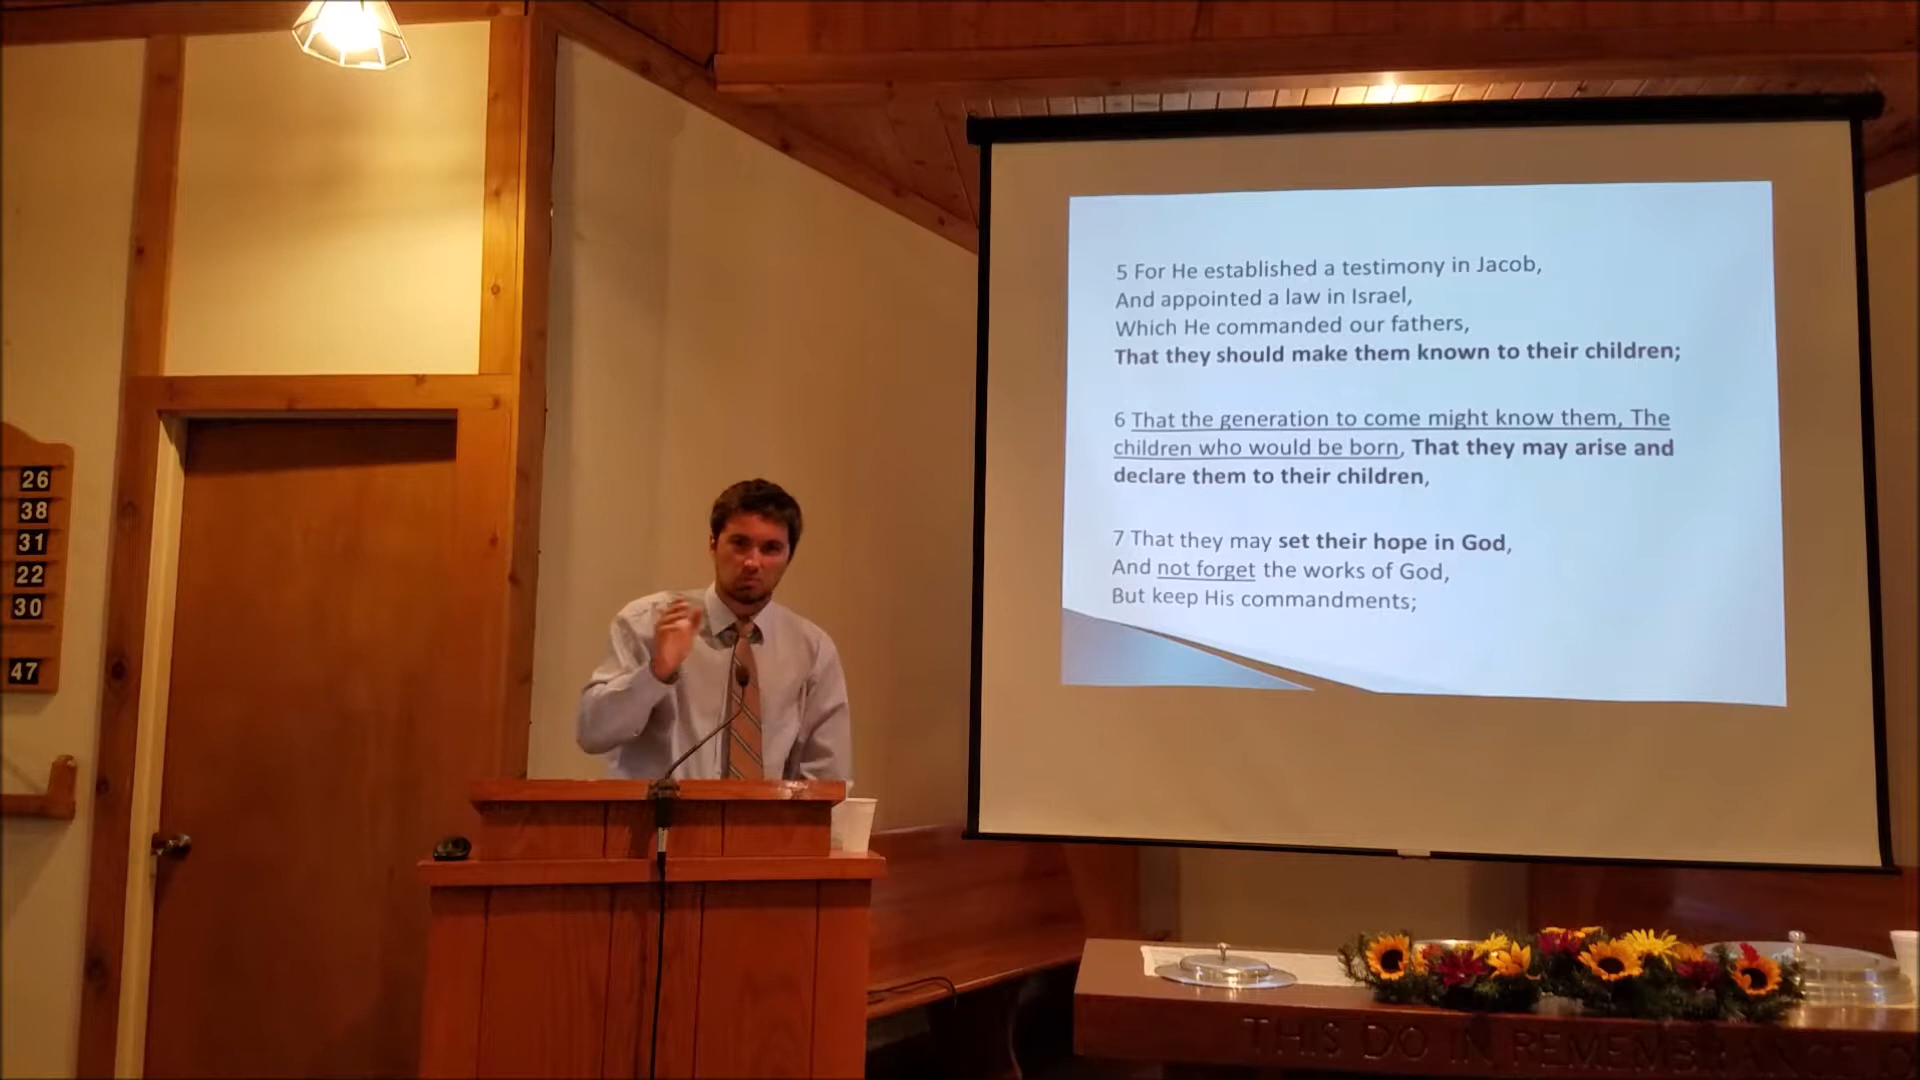 5 For He established a testimony in Jacob,
And appointed a law in Israel,
Which He commanded our fathers,
That they should make them known to their children;
6 That the generation to come might know them, The
children who would be born, That they may arise and
declare them to their children,
7 That they may set their hope in God,
And not forget the works of God,
But keep His commandments;
26
38
31
22
30
47
THIS DO IN REMEMBRANCE O